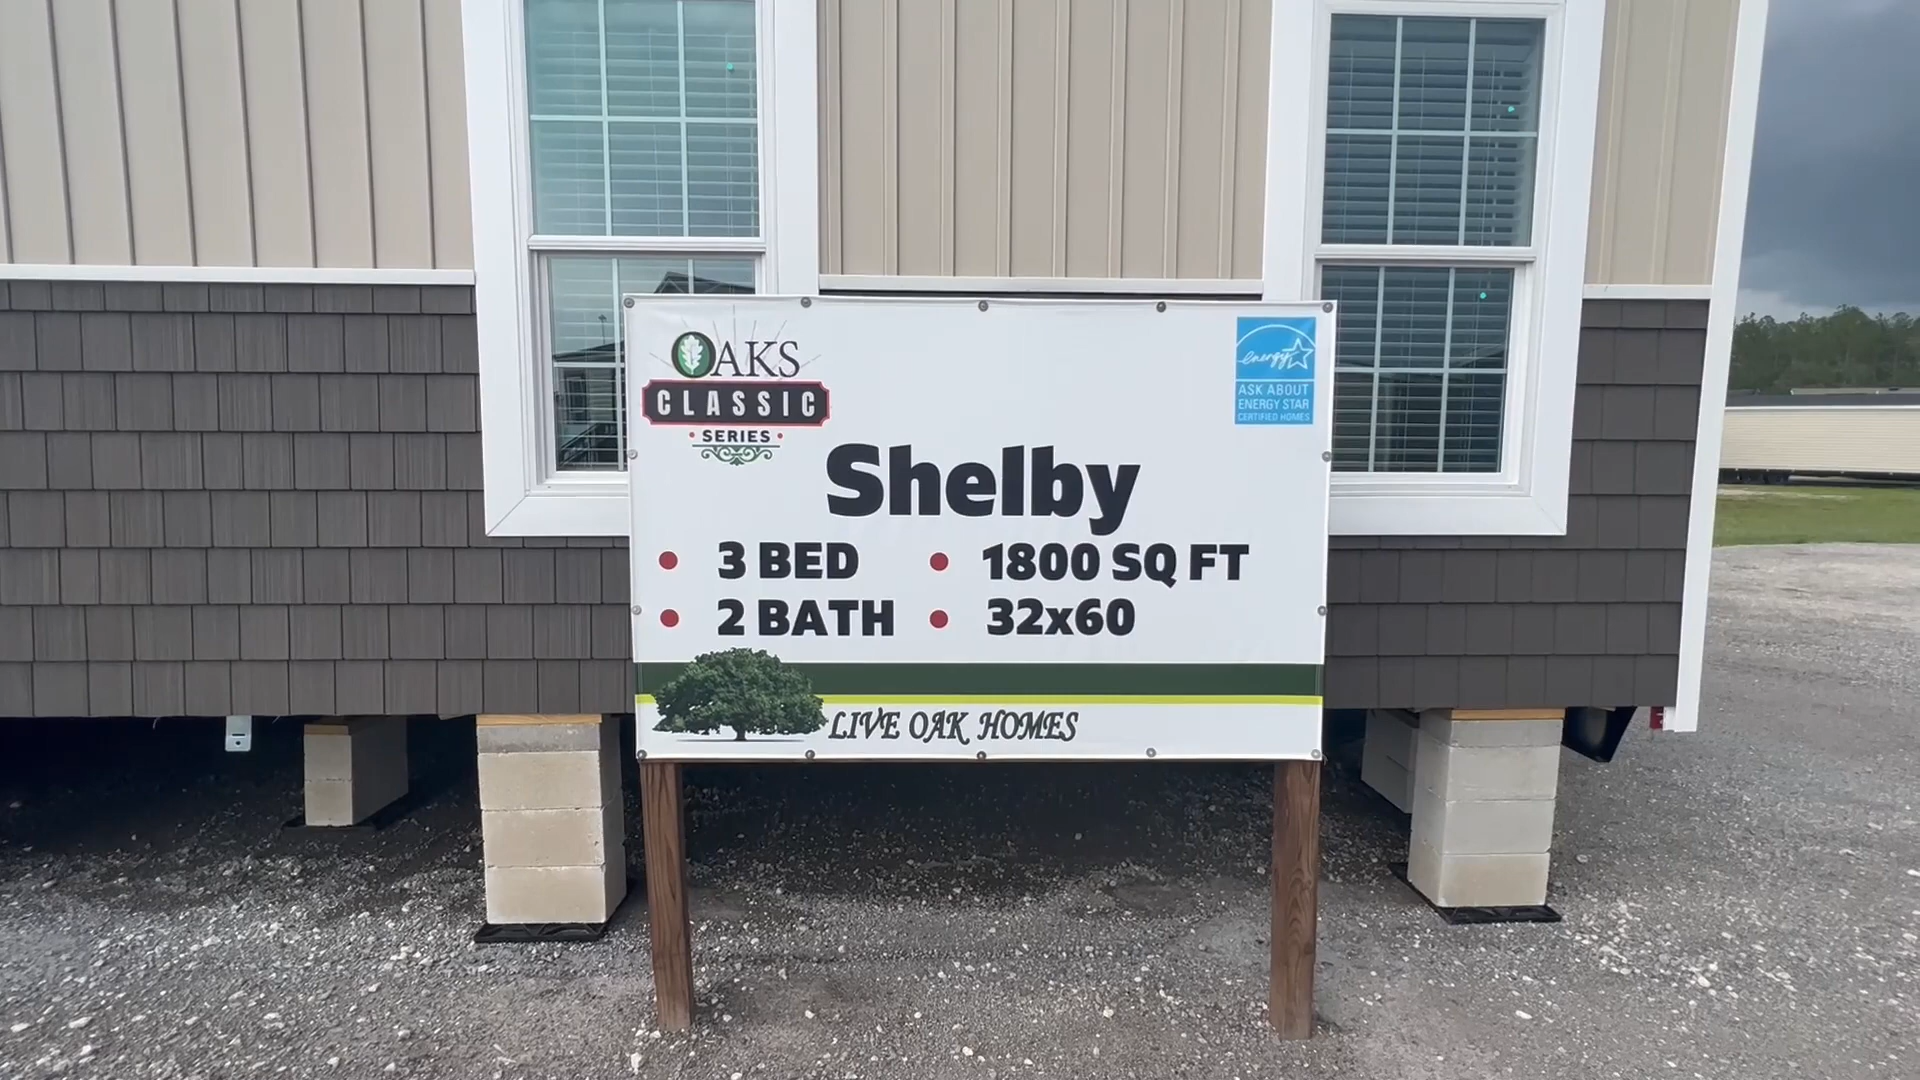 OAKS
CLASSIC
SERIES
energy
ASK ABOUT
ENERGY STAR
CERTIFIED HOMES
Shelby
• 3 BED • 1800 SQ FT
• 2 BATH • 32x60
LIVE OAK HOMES